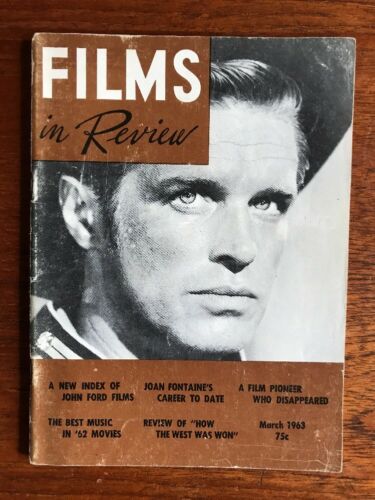 FILMS
in Review
A NEW INDEX OF
JOHN FORD FILMS
JOAN FONTAINE'S
CAREER TO DATE
A FILM PIONEER
WHO DISAPPEARED
THE BEST MUSIC
IN '62 MOVIES
REVIEW OF "HOW
THE WEST WAS WON"
March 1963
75c